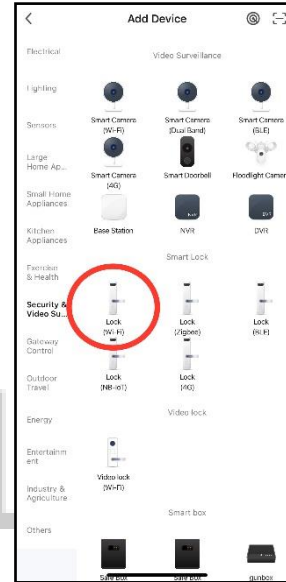 Add Device
Electrical
Lighting
Sensors
Large
Home Ap...
Small Home
Appliances
Kitchen
Appliances
Exercise
& Health
Security &
Video Su...
Gateway
Control
Outdoor
Travel
Energy
Entertainm
ent
Industry &
Agriculture
Others
Video Surveillance
Smart Camera
(Wi-Fi)
Smart Camera
(Dual Band)
Smart Camera
(BLE)
Smart Camera
(4G)
Smart Doorbell
Floodlight Camer
Base Station
NVR
DVR
Smart Lock
Lock
(Wi-Fi)
Lock
(Zigbee)
Lock
(BLE)
Lock
(NB-IoT)
Lock
(4G)
Video lock
Video lock
(Wi-Fi)
Smart box
Safe Box
Safe Box
gunbox